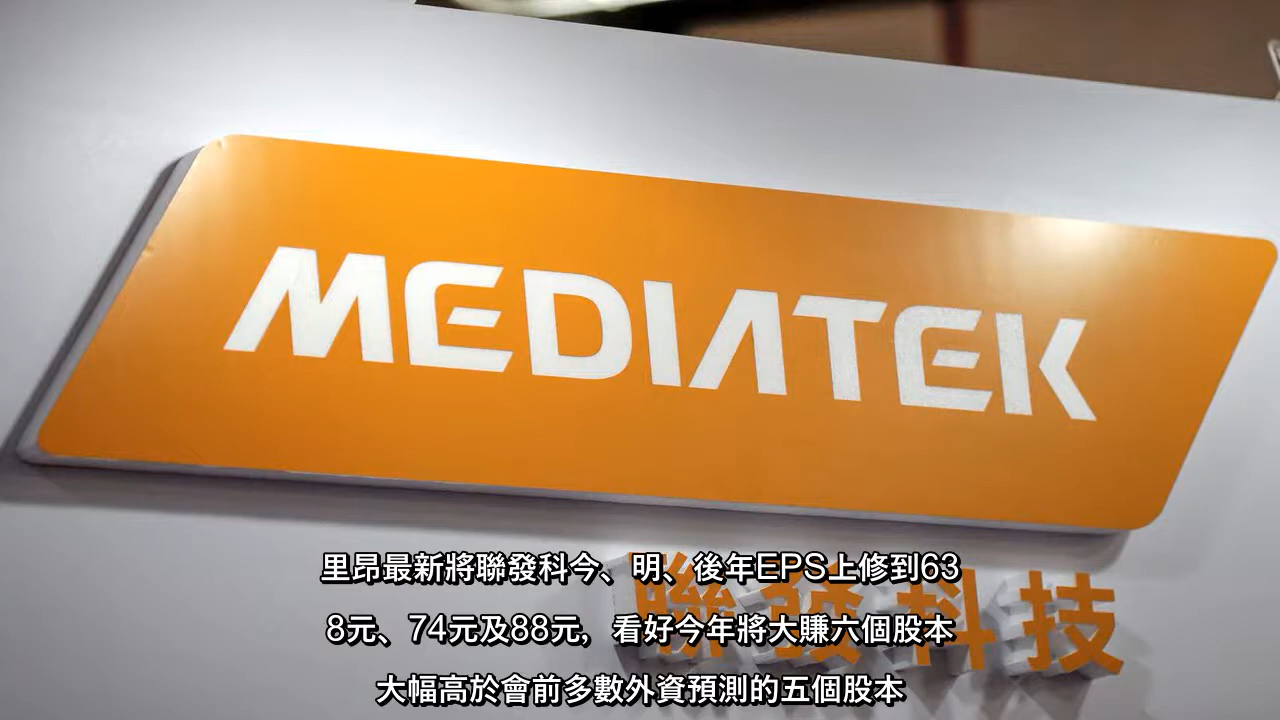 MEDIATEK
聯發科技
里昂最新將聯發科今、明、後年EPS上修到63
8元、74元及88元，看好今年將大賺六個股本
大幅高於會前多數外資預測的五個股本